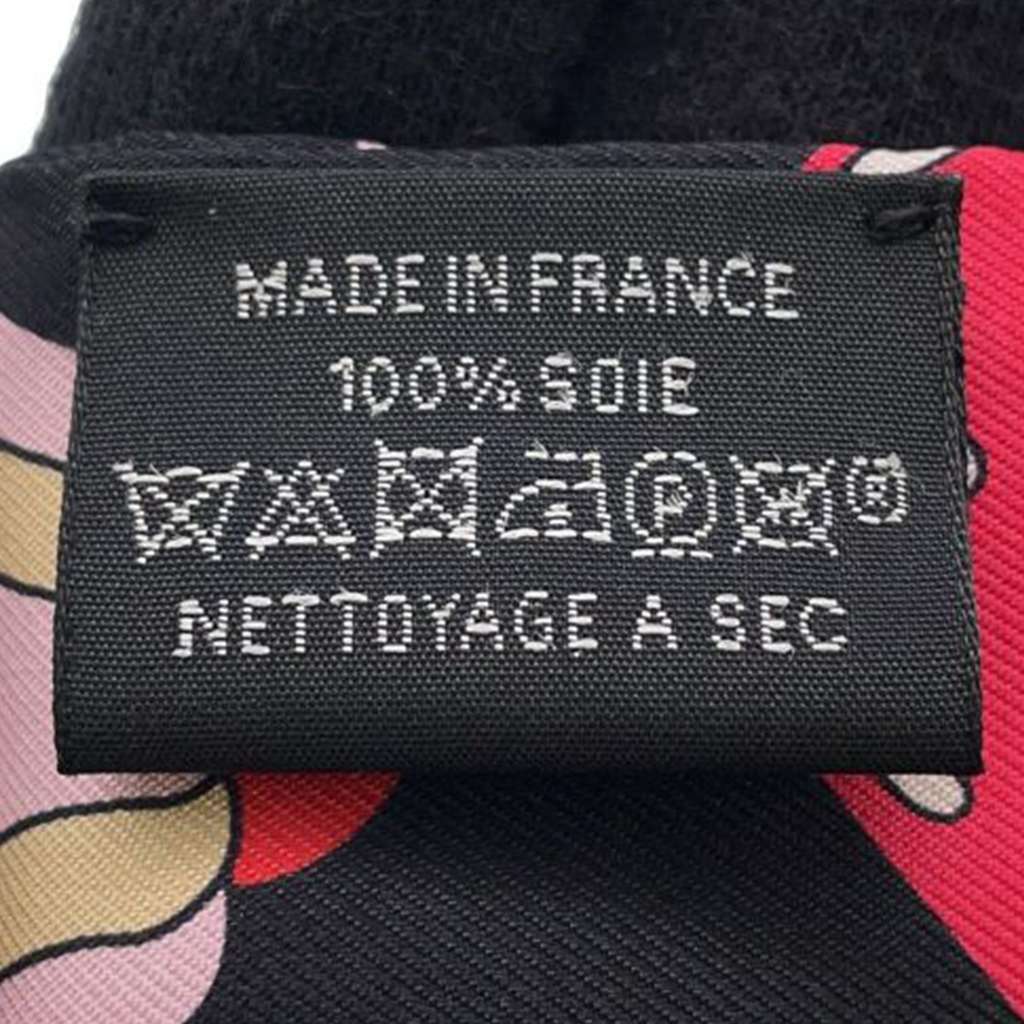 MADE IN FRANCE
100% SOIE
P W ®
NETTOYAGE A SEC